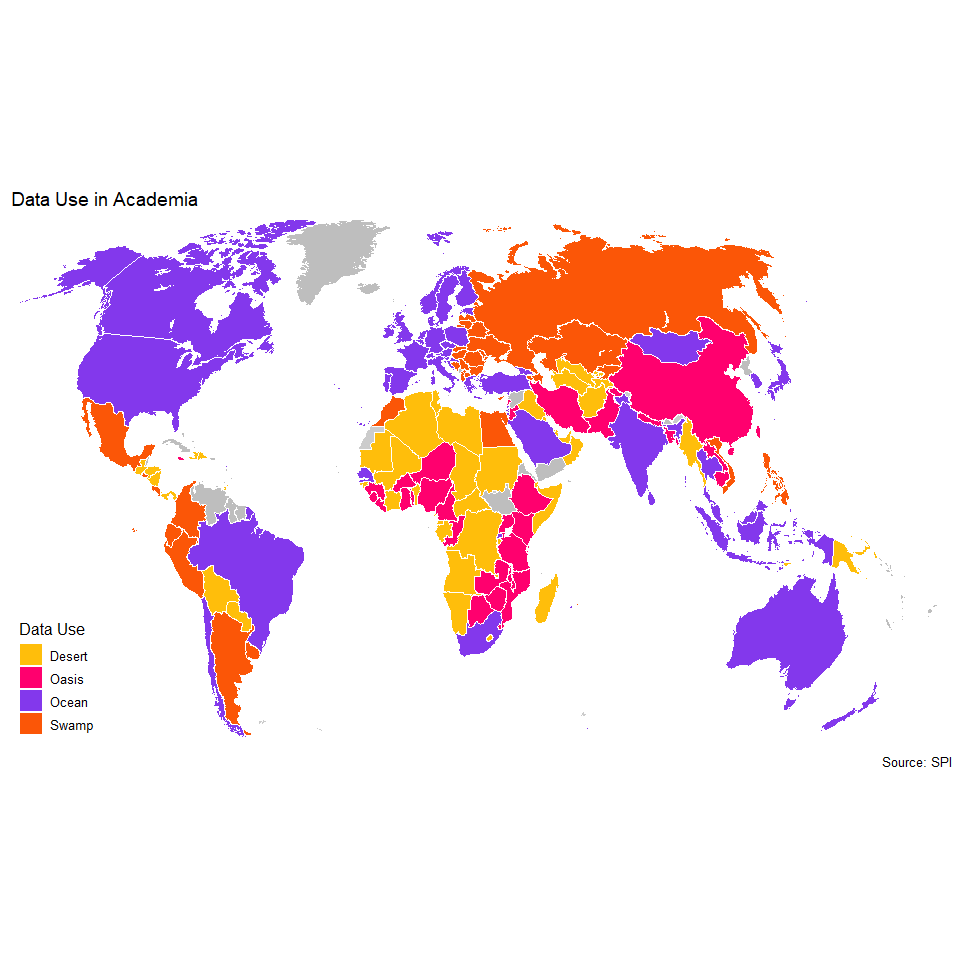 Data Use in Academia
Data Use
Desert
Oasis
Ocean
Swamp
Source: SPI